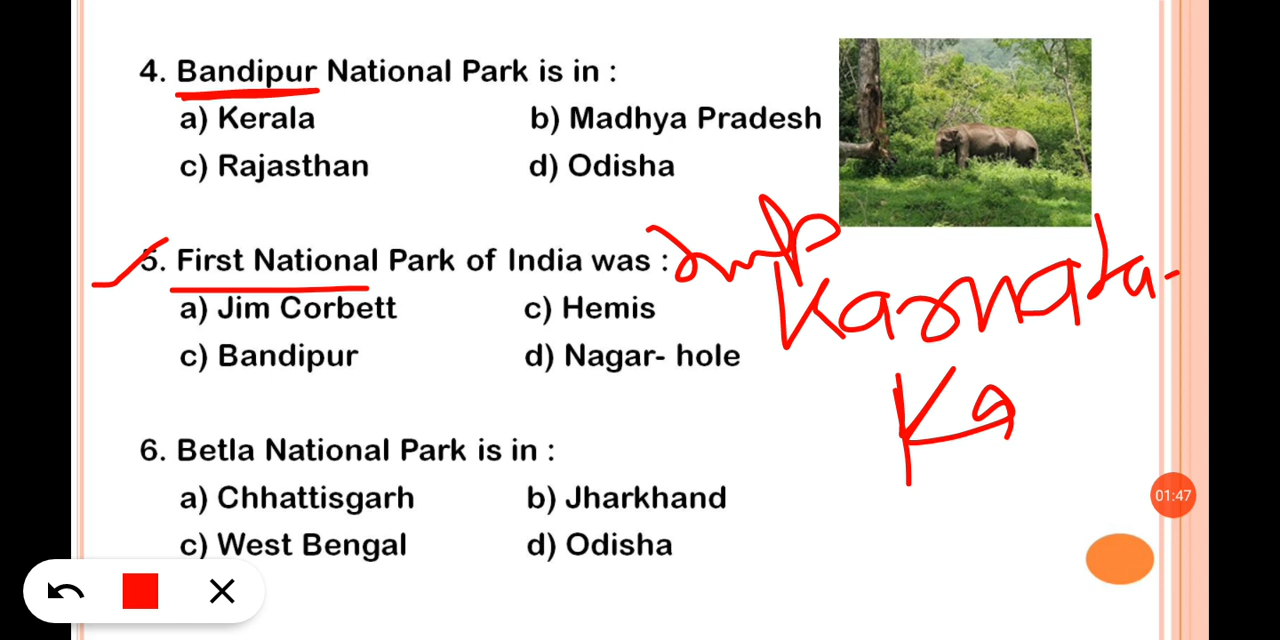 4. Bandipur National Park is in :
a) Kerala b) Madhya Pradesh
c) Rajasthan d) Odisha
5. First National Park of India was : Imp
a) Jim Corbett c) Hemis
c) Bandipur d) Nagar- hole
Karnata-
Ka
6. Betla National Park is in :
a) Chhattisgarh b) Jharkhand
c) West Bengal d) Odisha
01:47